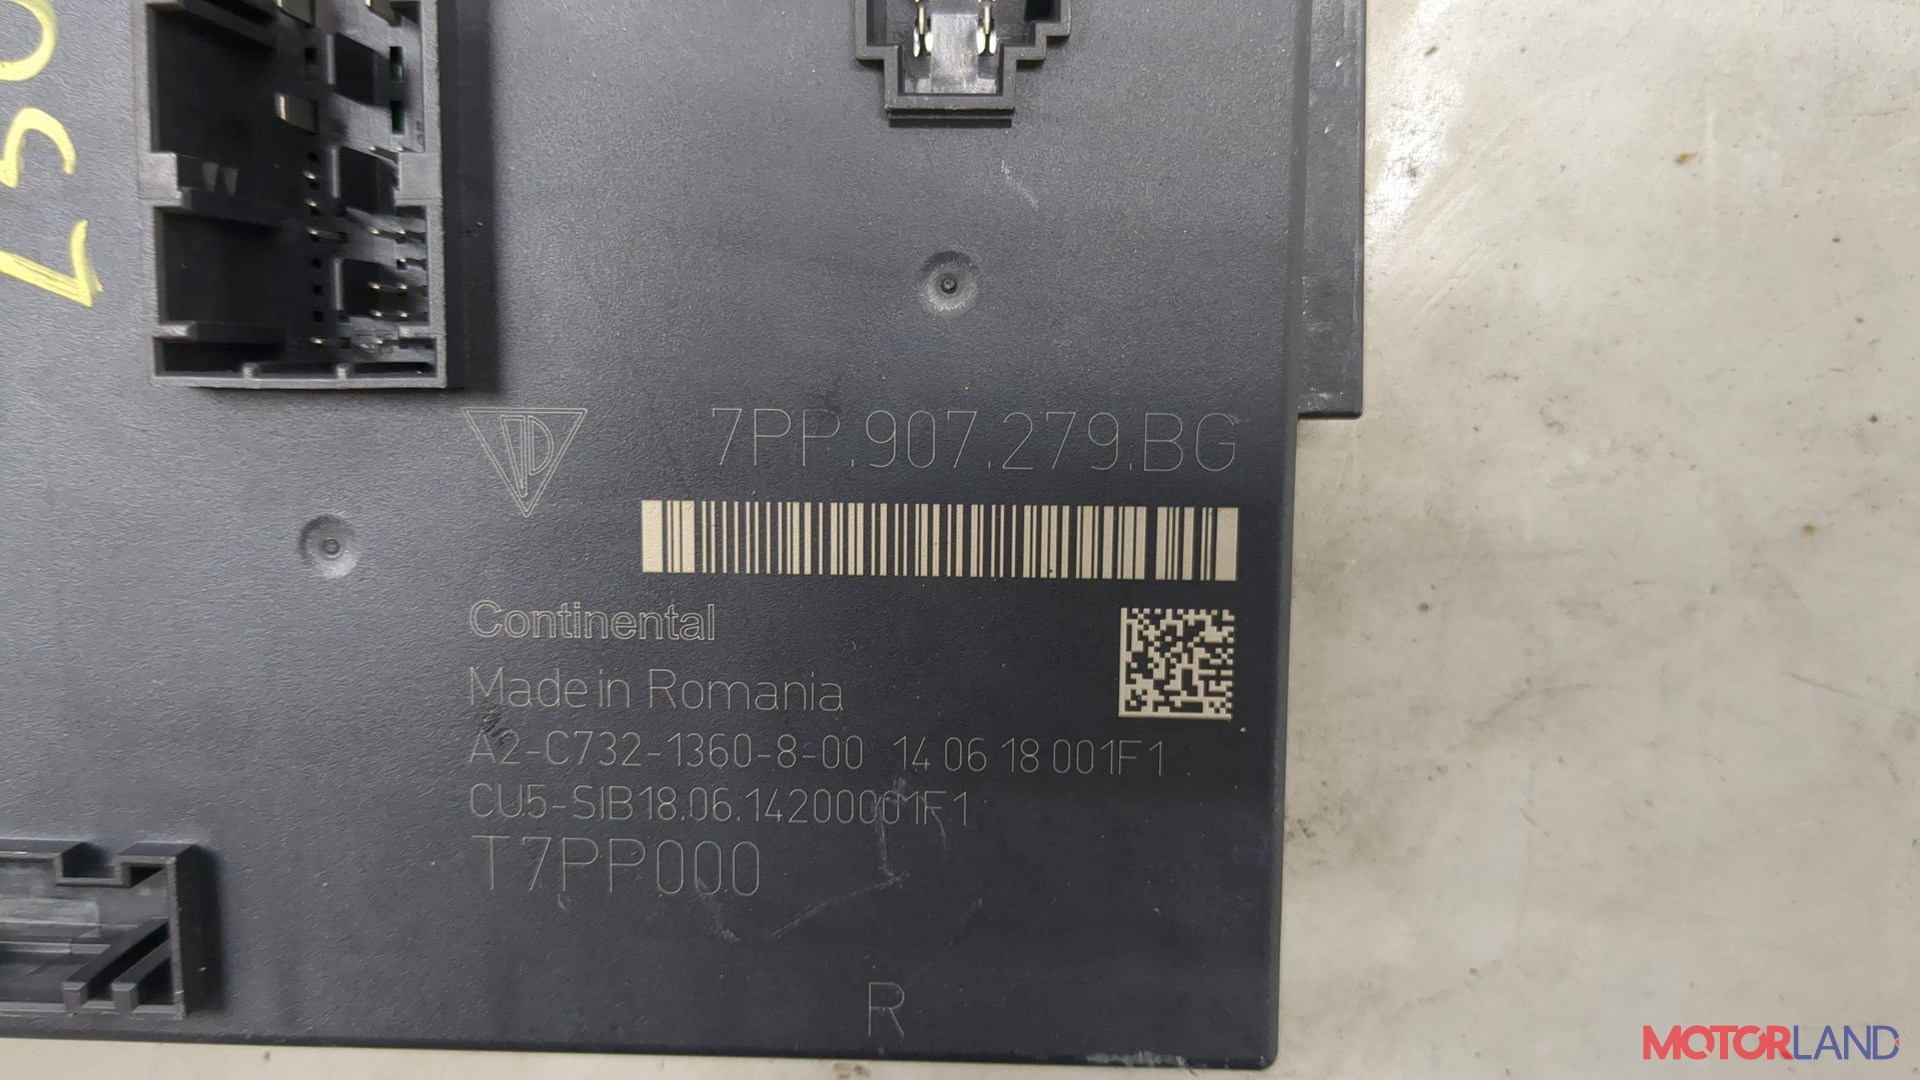 7PP.907.279.BG
Continental
Made in Romania
A2-C732-1360-8-00 14 06 18 001F1
CU5-SIB18.06.14200001F1
T7PP000
R
MOTORLAND